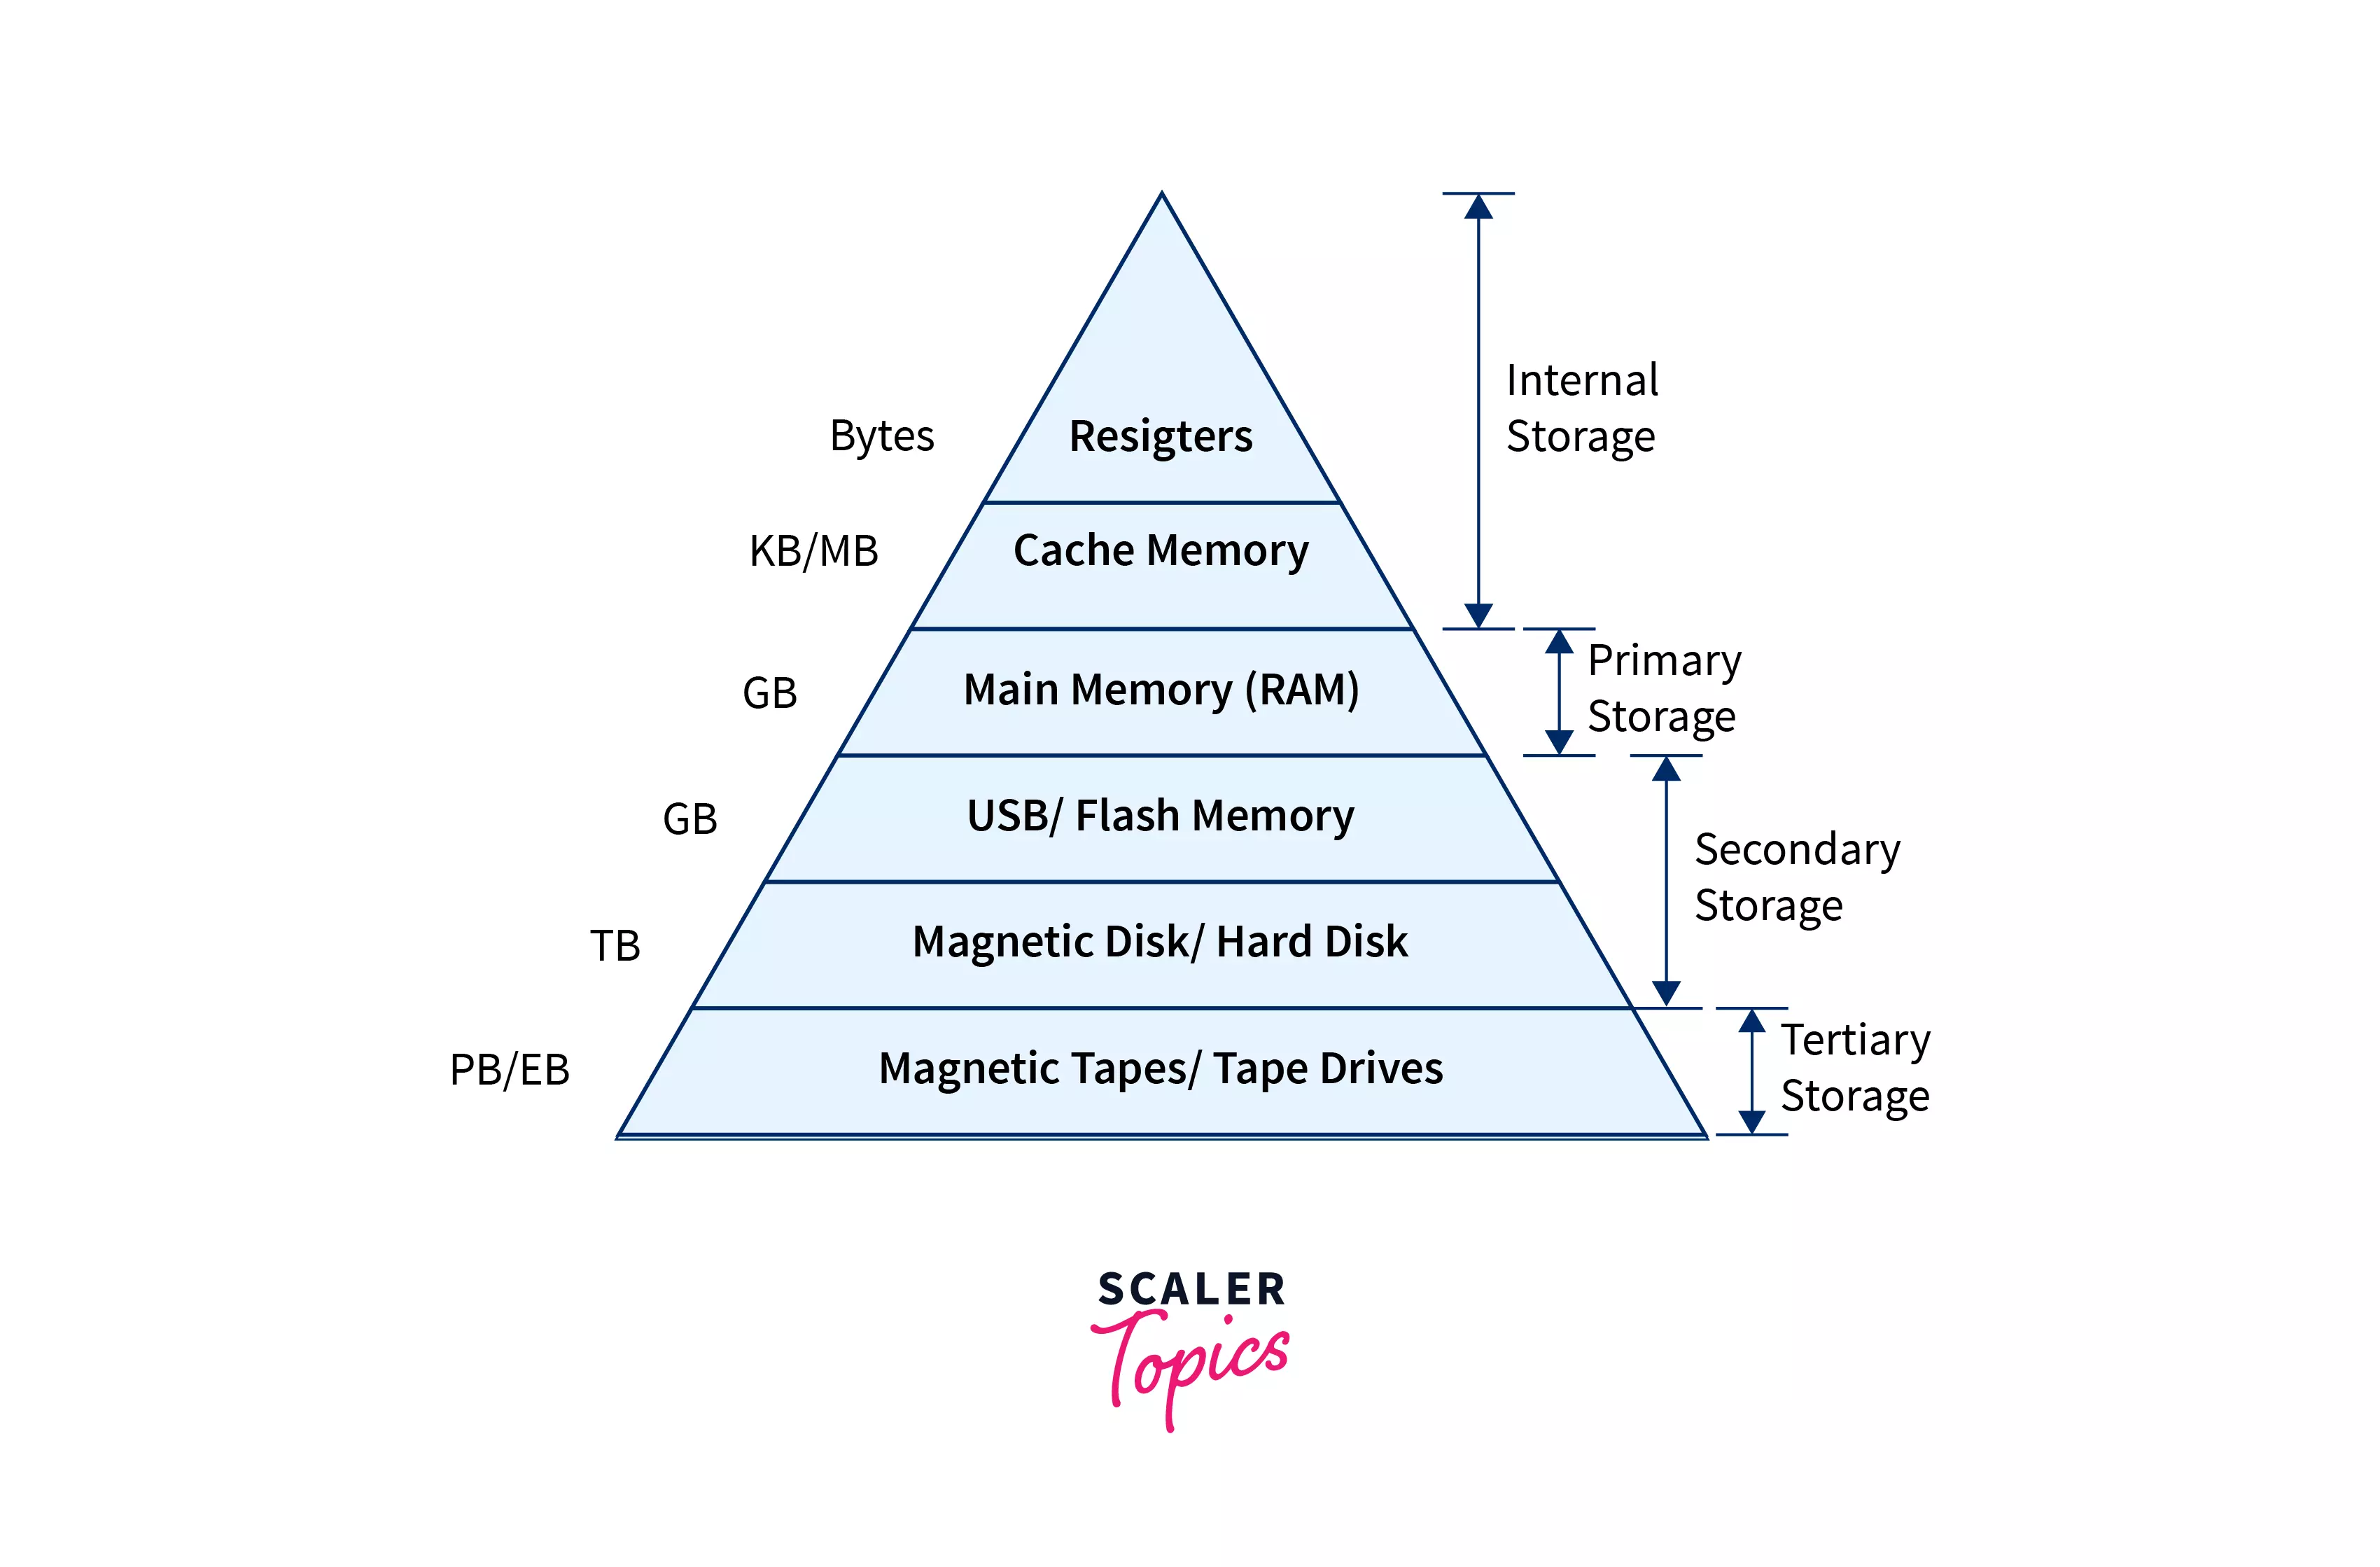 Internal
Storage
Bytes
Resigters
KB/MB
Cache Memory
Primary
Storage
GB
Main Memory (RAM)
GB
USB/ Flash Memory
Secondary
Storage
TB
Magnetic Disk/ Hard Disk
Tertiary
Storage
PB/EB
Magnetic Tapes/ Tape Drives
SCALER
Topics